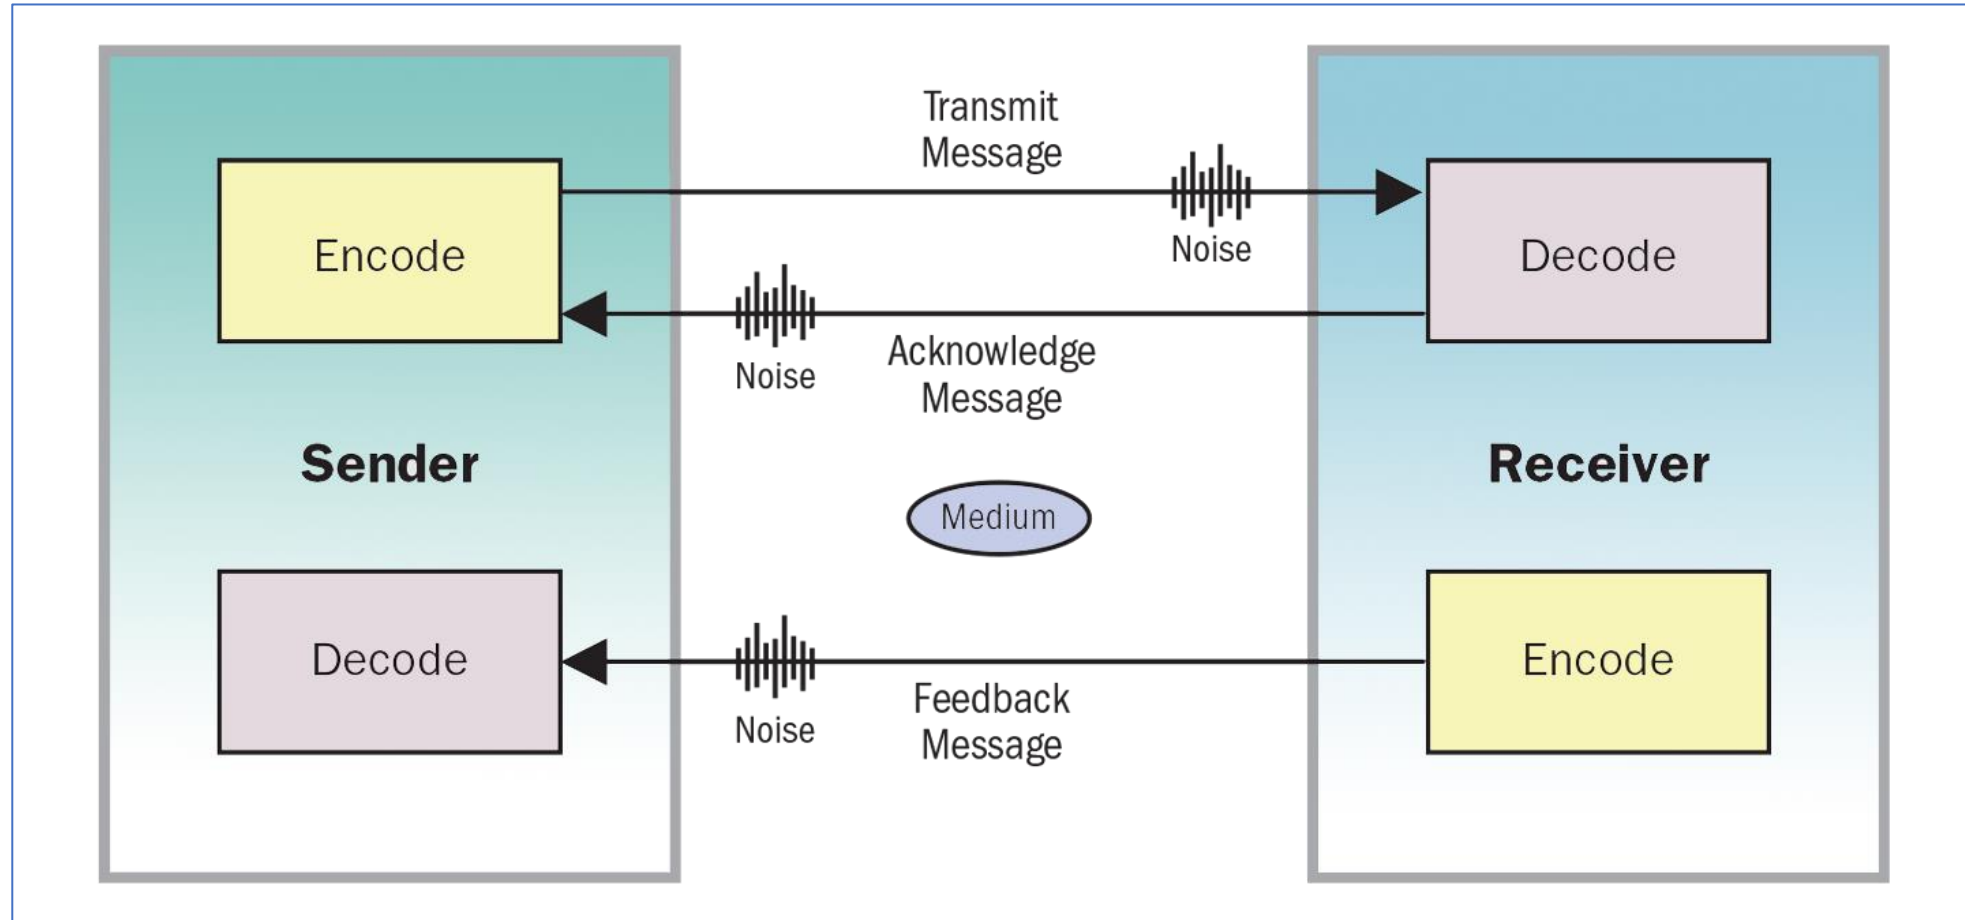 Transmit
Message
Noise
Encode
Decode
Noise
Acknowledge
Message
Sender
Receiver
Medium
Decode
Encode
Noise
Feedback
Message